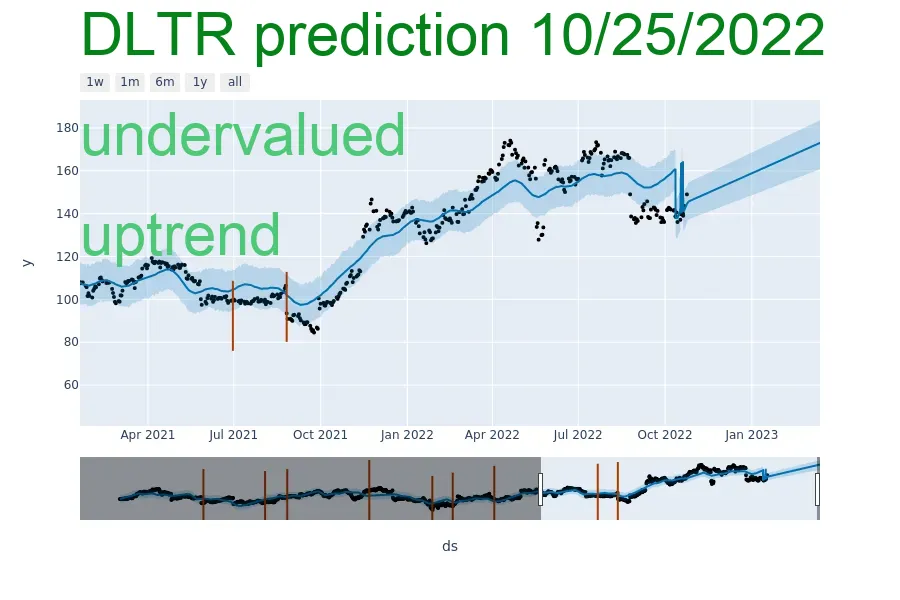 DLTR prediction 10/25/2022
1w 1m 6m 1y all
undervalued
uptrend
180
160
140
120
100
80
60
y
Apr 2021 Jul 2021 Oct 2021 Jan 2022 Apr 2022 Jul 2022 Oct 2022 Jan 2023
ds